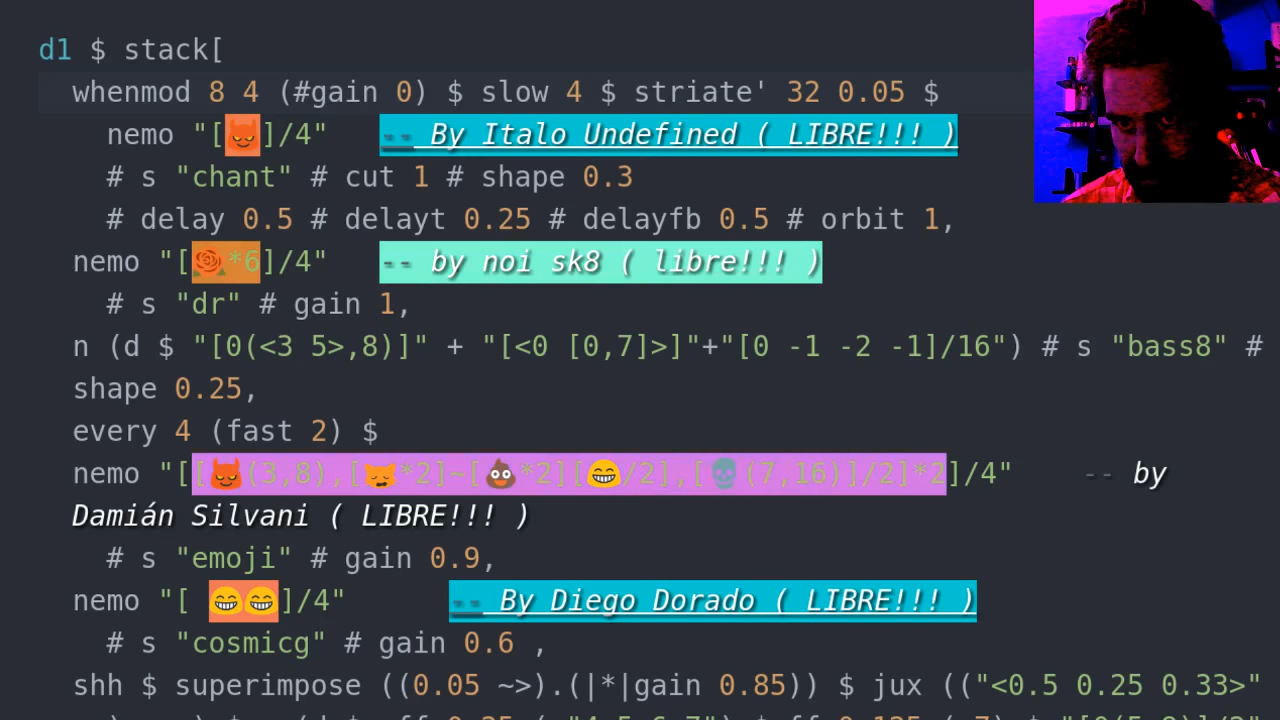 d1 $ stack[
whenmod 8 4 (#gain 0) $ slow 4 $ striate' 32 0.05 $
nemo "[😈]/4" -- By Italo Undefined ( LIBRE!!! )
# s "chant" # cut 1 # shape 0.3
# delay 0.5 # delayt 0.25 # delayfb 0.5 # orbit 1,
nemo "[🌹*6]/4" -- by noi sk8 ( libre!!! )
# s "dr" # gain 1,
n (d $ "[0(<3 5>,8)]" + "[<0 [0,7]>]"+"[0 -1 -2 -1]/16") # s "bass8" #
shape 0.25,
every 4 (fast 2) $
nemo "[[😈(3,8),[😿*2]~[💩*2][😁/2],[💀(7,16)]/2]*2]/4" -- by
Damián Silvani ( LIBRE!!! )
# s "emoji" # gain 0.9,
nemo "[ 😁😁]/4" -- By Diego Dorado ( LIBRE!!! )
# s "cosmicg" # gain 0.6 ,
shh $ superimpose ((0.05 ~>).(|*|gain 0.85)) $ jux (("<0.5 0.25 0.33>"